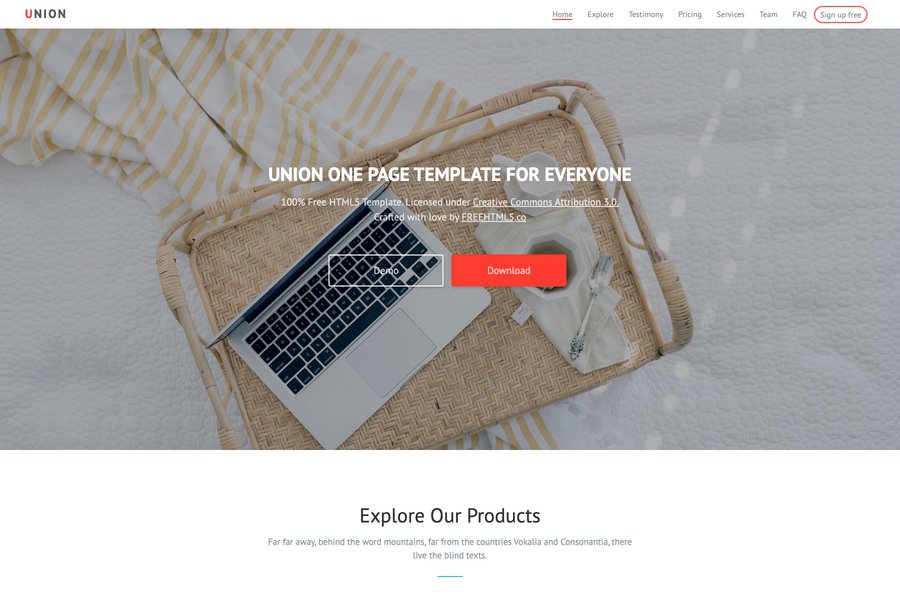 UNION
Home Explore Testimony Pricing Services Team FAQ Sign up free
UNION ONE PAGE TEMPLATE FOR EVERYONE
100% Free HTML5 Template. Licensed under Creative Commons Attribution 3.0.
Crafted with love by FREEHTML5.co
Demo Download
Explore Our Products
Far far away, behind the word mountains, far from the countries Vokalia and Consonantia, there
live the blind texts.